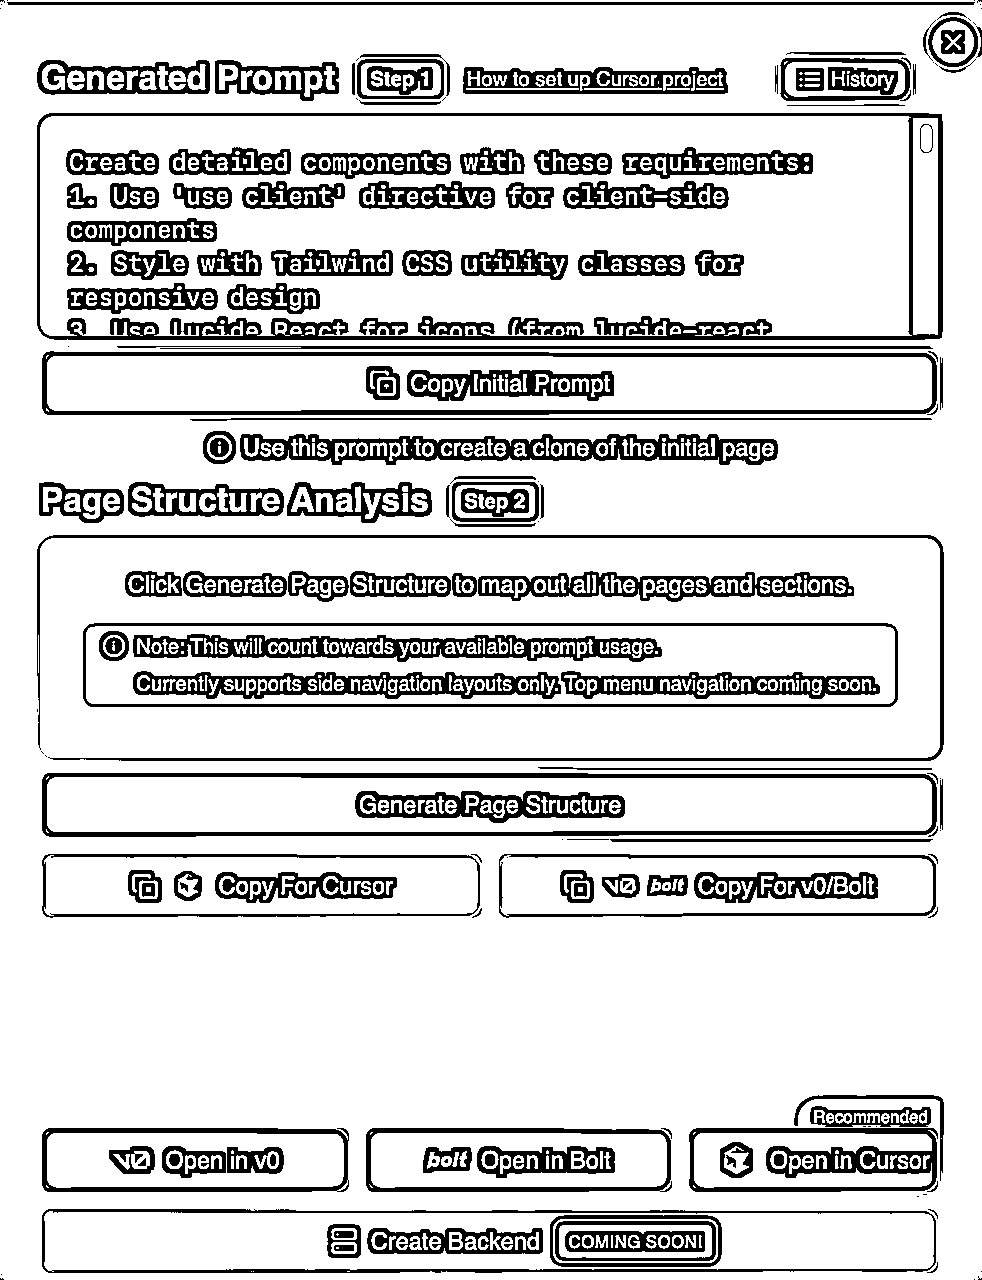 Generated Prompt Step 1 How to set up Cursor project History
Create detailed components with these requirements:
1. Use 'use client' directive for client-side
components
2. Style with Tailwind CSS utility classes for
responsive design
3. Use Lucide React for icons (from lucide-react
Copy Initial Prompt
Use this prompt to create a clone of the initial page
Page Structure Analysis Step 2
Click Generate Page Structure to map out all the pages and sections.
Note: This will count towards your available prompt usage.
Currently supports side navigation layouts only. Top menu navigation coming soon.
Generate Page Structure
Copy For Cursor
v0 bolt Copy For v0/Bolt
Recommended
v0 Open in v0
bolt Open in Bolt
Open in Cursor
Create Backend COMING SOON!